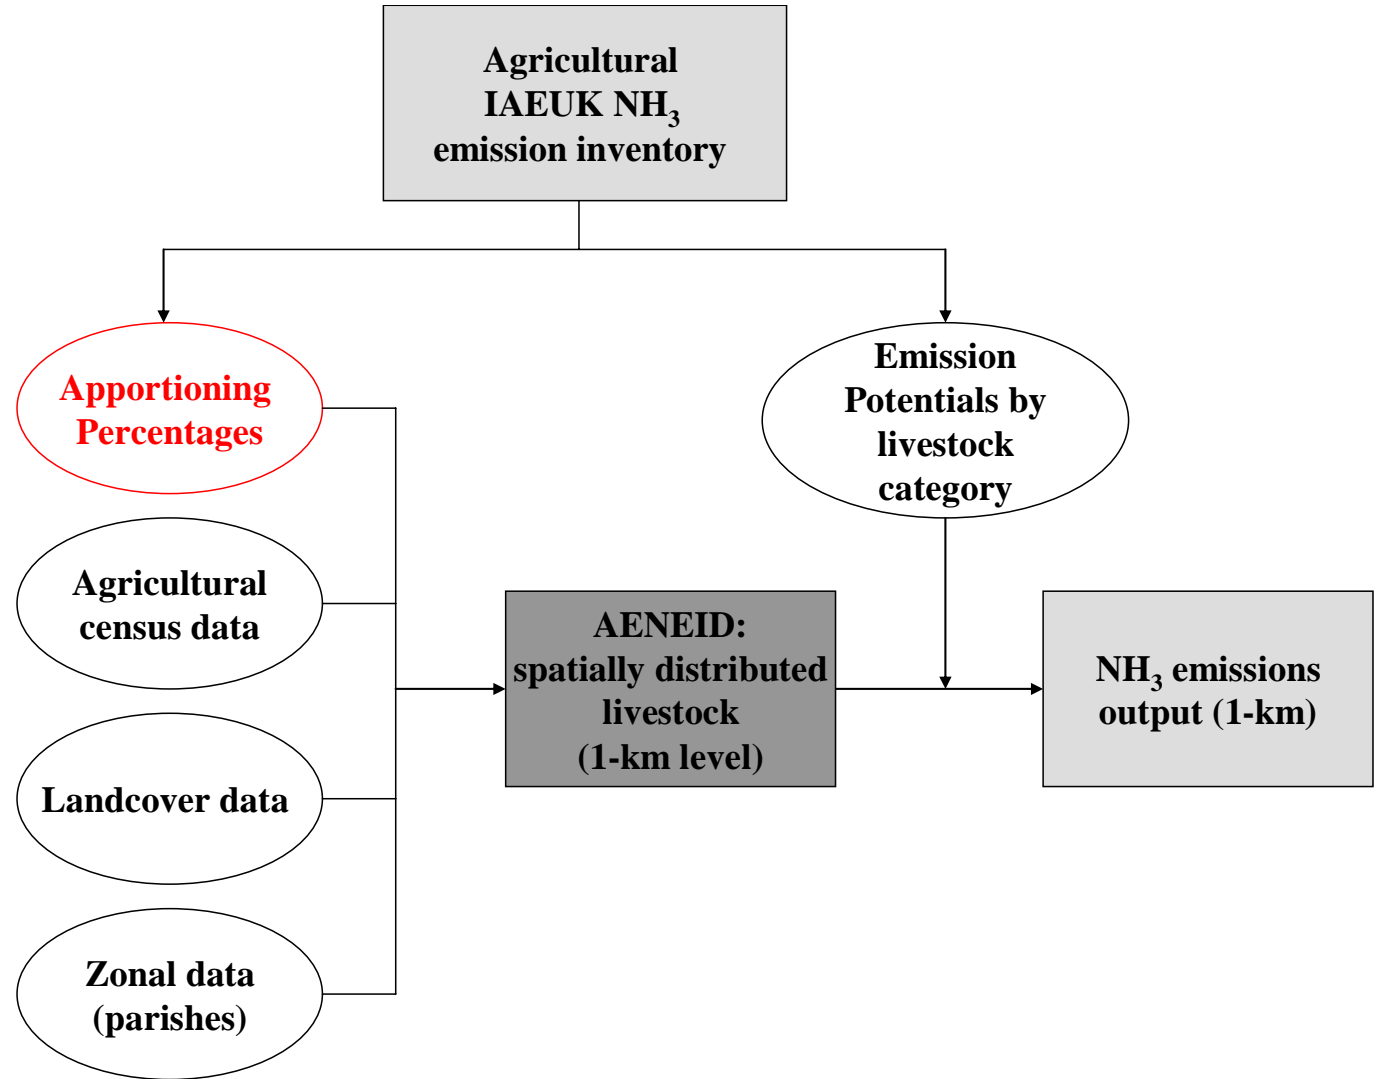 Agricultural
IAEUK NH₃
emission inventory
Apportioning
Percentages
Emission
Potentials by
livestock
category
Agricultural
census data
AENEID:
spatially distributed
livestock
(1-km level)
NH₃ emissions
output (1-km)
Landcover data
Zonal data
(parishes)